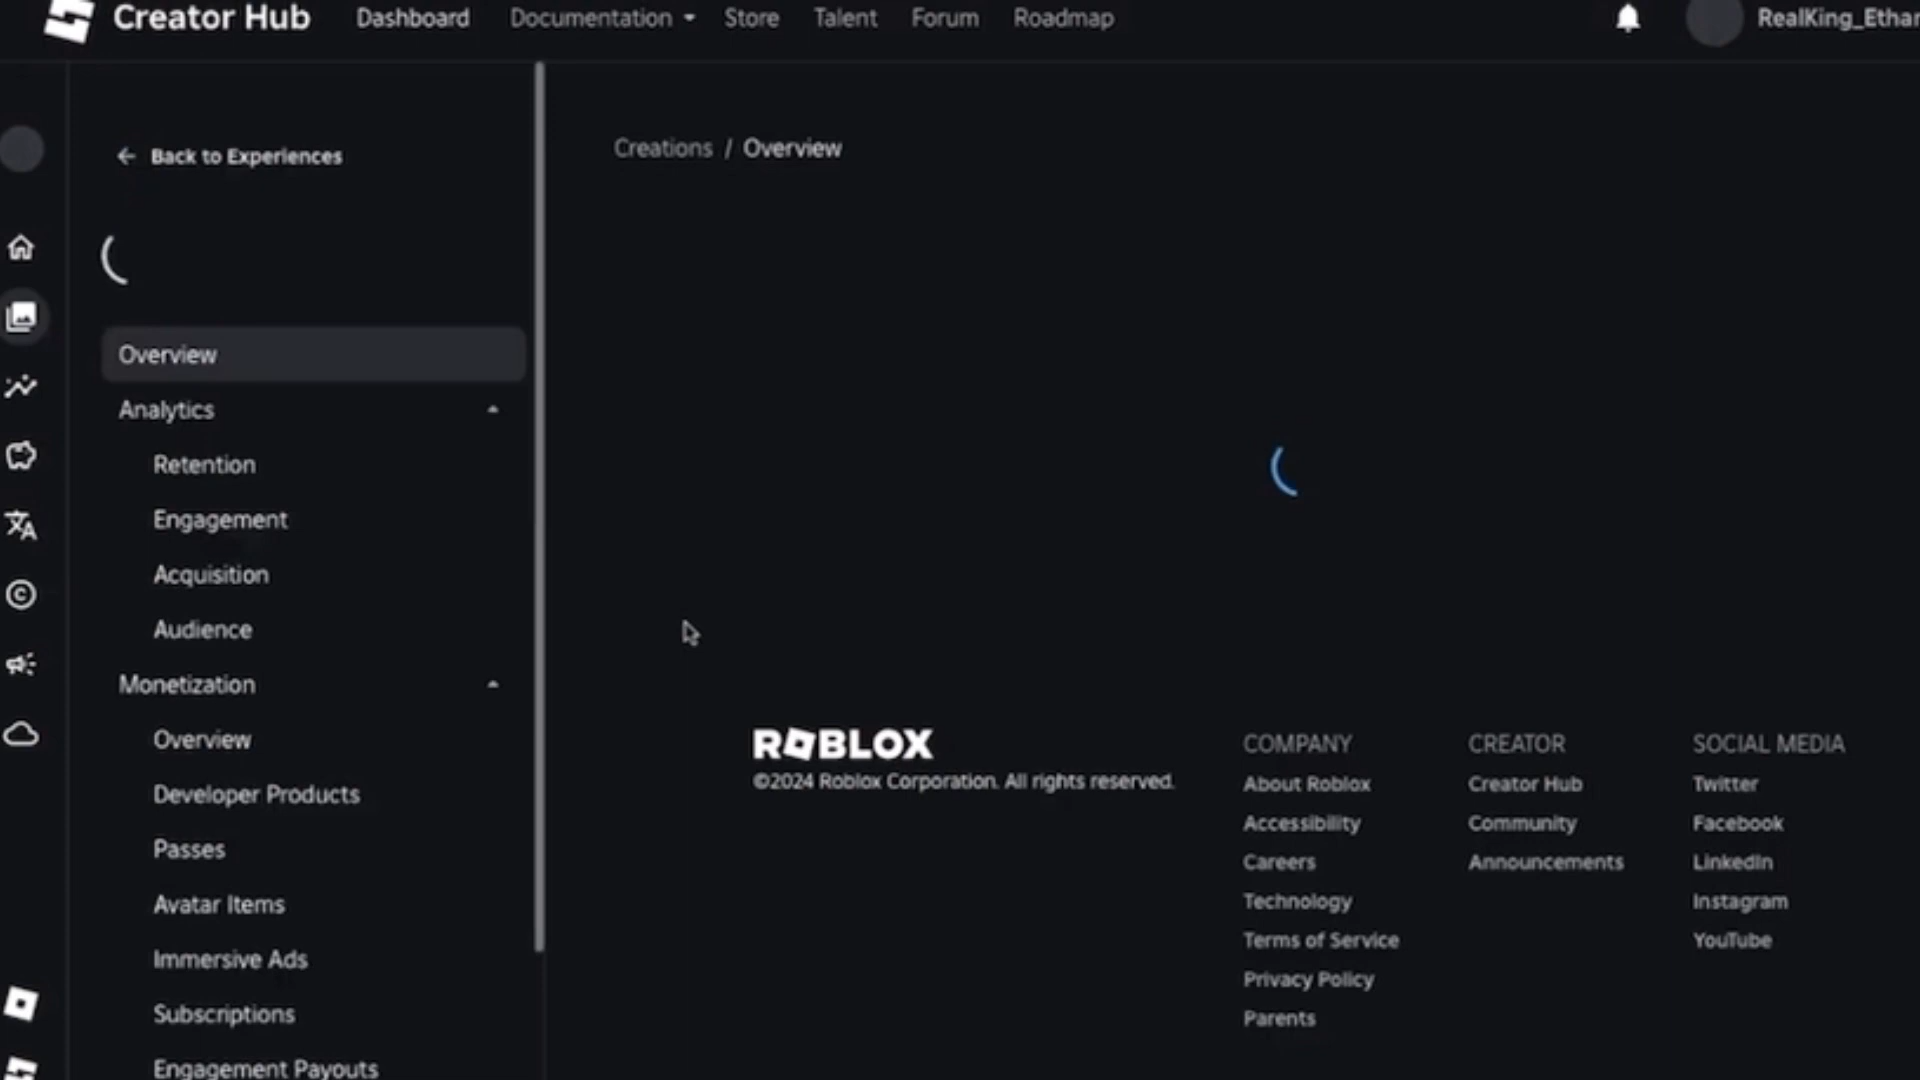 Creator Hub
Dashboard
Documentation
Store
Talent
Forum
Roadmap
Back to Experiences
Creations / Overview
Overview
Analytics
Retention
Engagement
Acquisition
Audience
Monetization
Overview
Developer Products
Passes
Avatar Items
Immersive Ads
Subscriptions
Engagement Payouts
ROBLOX
©2024 Roblox Corporation. All rights reserved.
COMPANY
About Roblox
Accessibility
Careers
Technology
Terms of Service
Privacy Policy
Parents
CREATOR
Creator Hub
Community
Announcements
SOCIAL MEDIA
Twitter
Facebook
LinkedIn
Instagram
YouTube